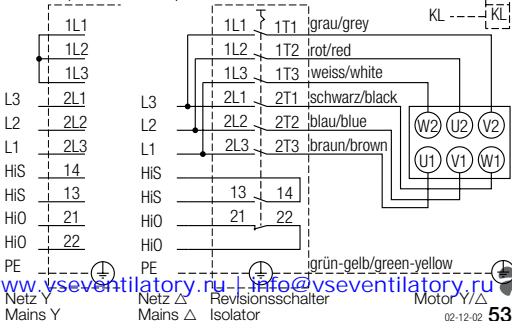 1L1 1L1 1T1 grau/grey KL KL
1L2 1L2 1T2 rot/red
1L3 1L3 1T3 weiss/white
L3 2L1 L3 2L1 2T1 schwarz/black
L2 2L2 L2 2L2 2T2 blau/blue W2 U2 V2
L1 2L3 L1 2L3 2T3 braun/brown U1 V1 W1
HiS 14 HiS
HiS 13 HiS 13 14
HiO 21 HiO 21 22
HiO 22 HiO
PE PE grün-gelb/green-yellow
www.vseventilatory.ru | info@vseventilatory.ru
Netz Y Netz △ Revisionsschalter Motor Y/△
Mains Y Mains △ Isolator 02-12-02 53